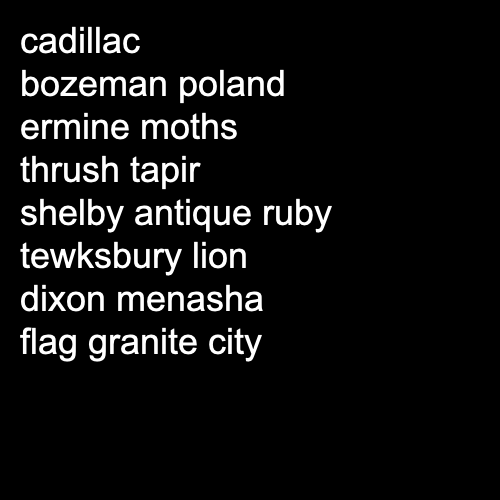 cadillac
bozeman poland
ermine moths
thrush tapir
shelby antique ruby
tewksbury lion
dixon menasha
flag granite city